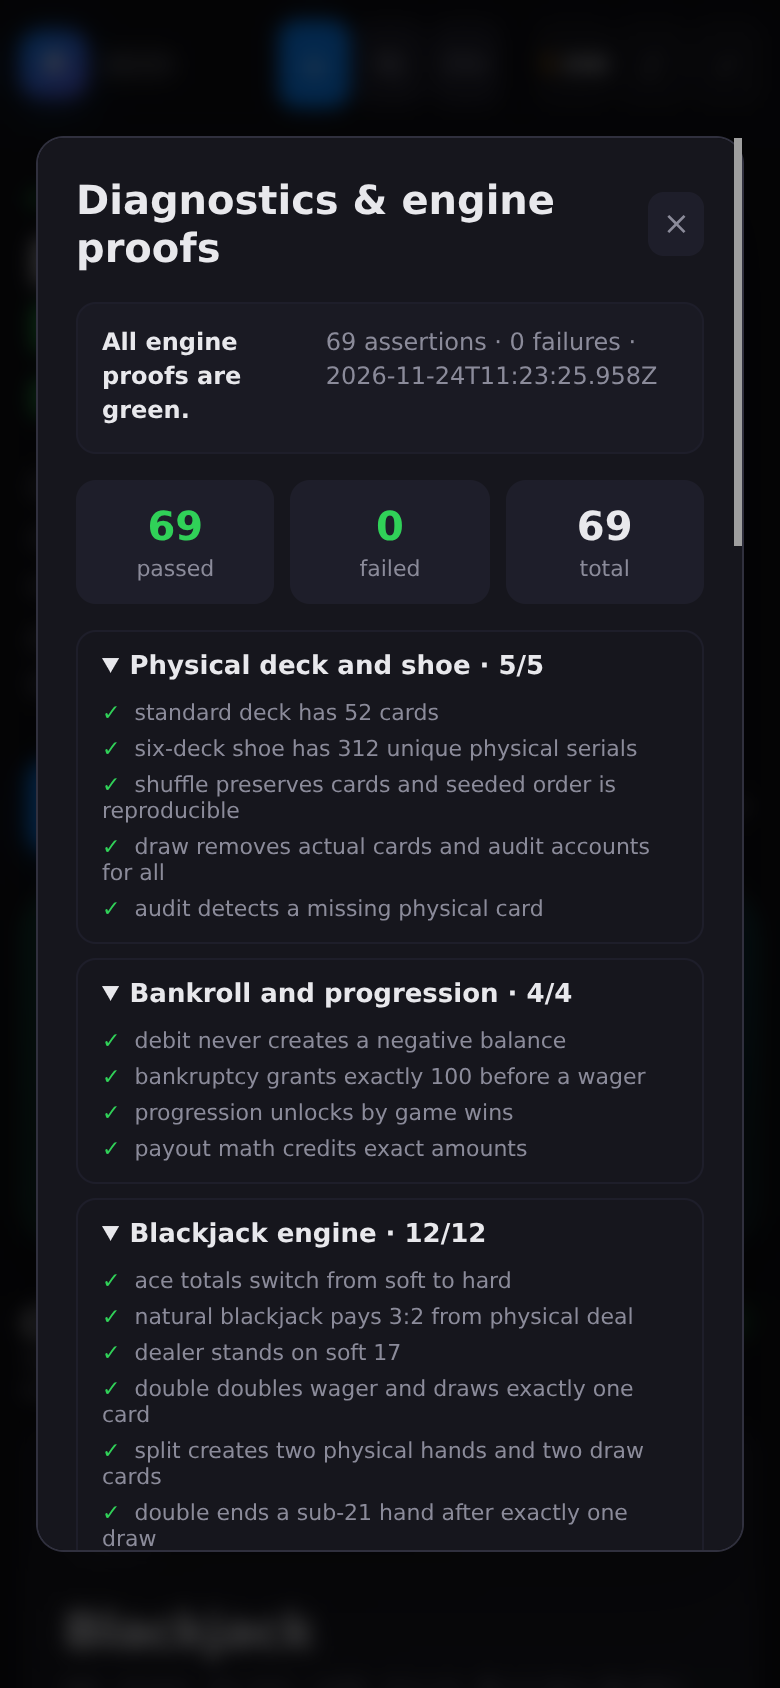 Diagnostics & engine
proofs
×
All engine
proofs are
green.
69 assertions · 0 failures ·
2026-11-24T11:23:25.958Z
69
passed
0
failed
69
total
▼ Physical deck and shoe · 5/5
✓ standard deck has 52 cards
✓ six-deck shoe has 312 unique physical serials
✓ shuffle preserves cards and seeded order is
reproducible
✓ draw removes actual cards and audit accounts
for all
✓ audit detects a missing physical card
▼ Bankroll and progression · 4/4
✓ debit never creates a negative balance
✓ bankruptcy grants exactly 100 before a wager
✓ progression unlocks by game wins
✓ payout math credits exact amounts
▼ Blackjack engine · 12/12
✓ ace totals switch from soft to hard
✓ natural blackjack pays 3:2 from physical deal
✓ dealer stands on soft 17
✓ double doubles wager and draws exactly one
card
✓ split creates two physical hands and two draw
cards
✓ double ends a sub-21 hand after exactly one
draw
Blackjack